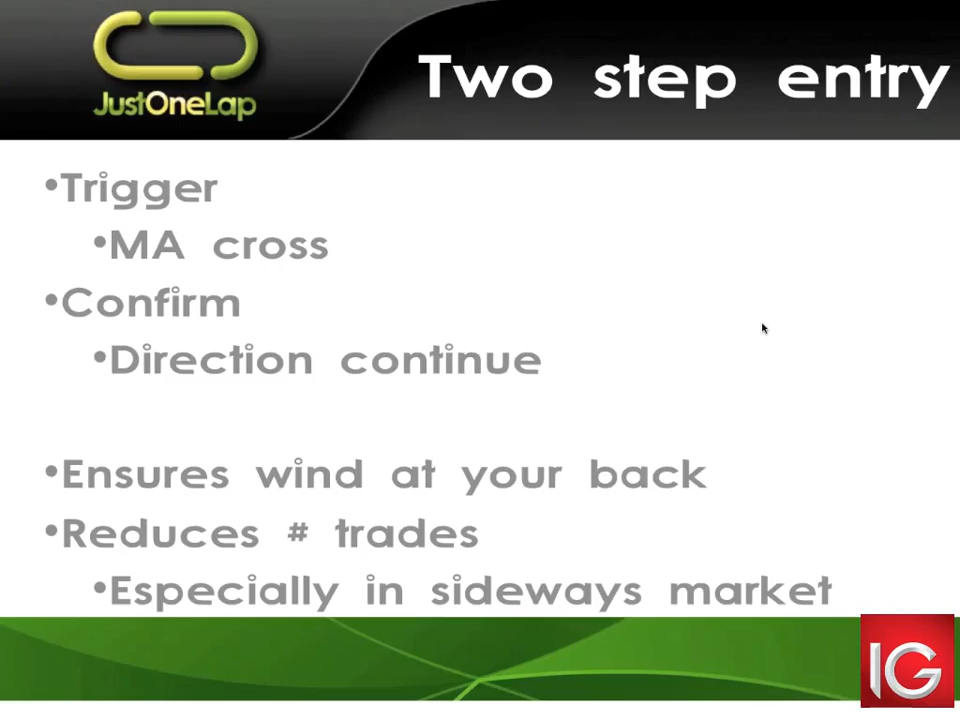 JustOneLap
Two step entry
•Trigger
•MA cross
•Confirm
•Direction continue
•Ensures wind at your back
•Reduces # trades
•Especially in sideways market
IG